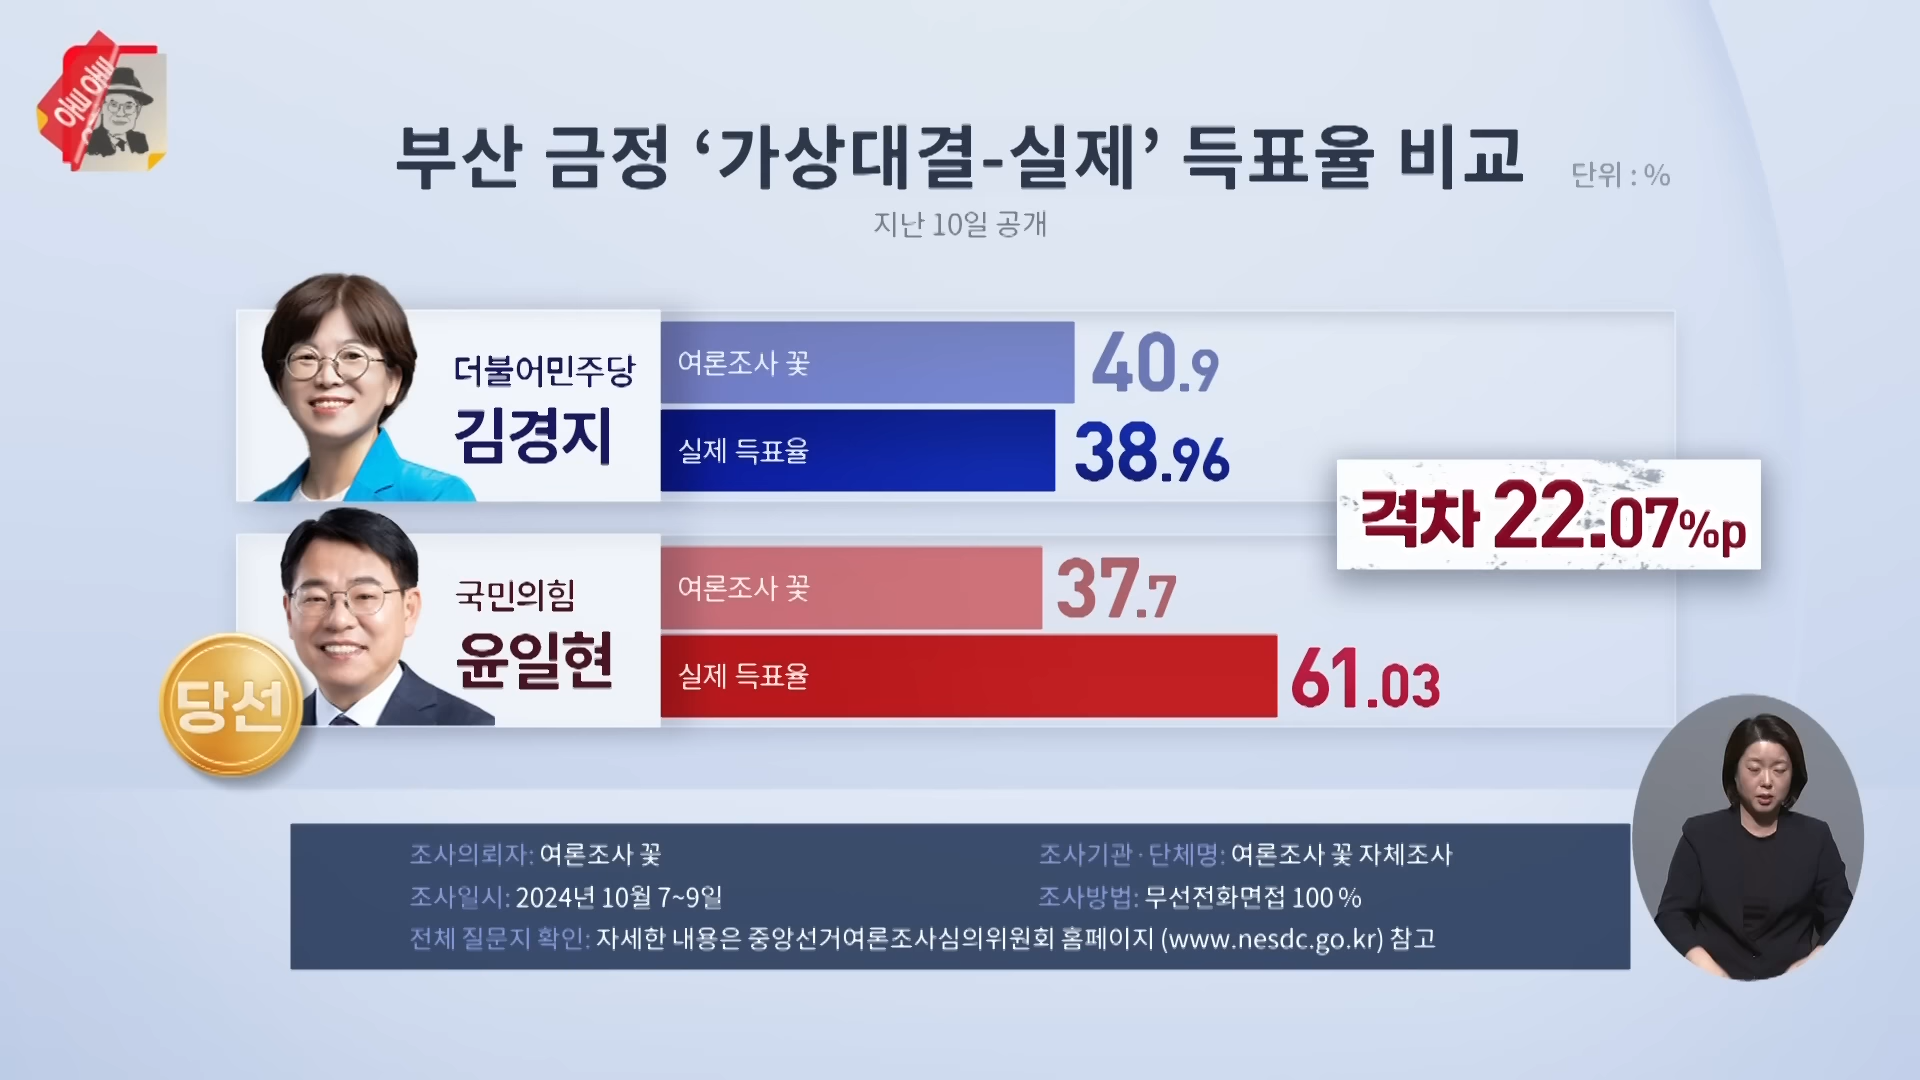 아싸 아싸
부산 금정 ‘가상대결-실제’ 득표율 비교
단위 : %
지난 10일 공개
더불어민주당
김경지
여론조사 꽃
40.9
실제 득표율
38.96
격차 22.07%p
국민의힘
윤일현
당선
여론조사 꽃
37.7
실제 득표율
61.03
조사의뢰자: 여론조사 꽃
조사기관·단체명: 여론조사 꽃 자체조사
조사일시: 2024년 10월 7~9일
조사방법: 무선전화면접 100 %
전체 질문지 확인: 자세한 내용은 중앙선거여론조사심의위원회 홈페이지 (www.nesdc.go.kr) 참고